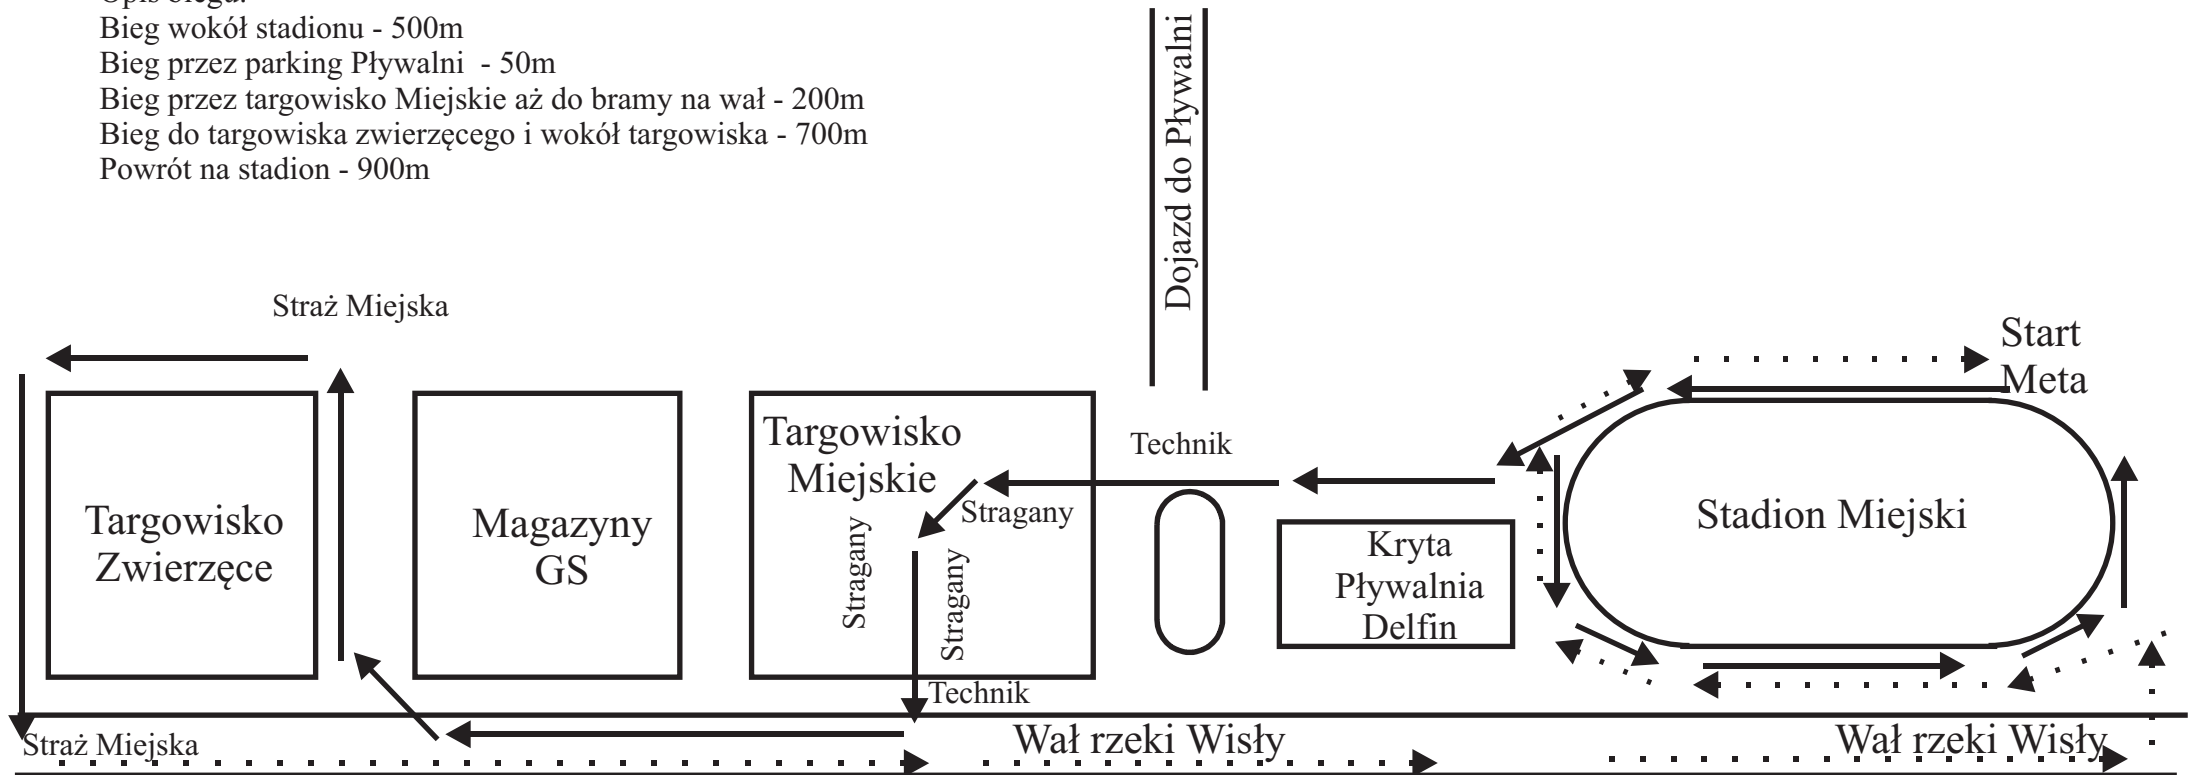 Opis biegu:
Bieg wokół stadionu - 500m
Bieg przez parking Pływalni - 50m
Bieg przez targowisko Miejskie aż do bramy na wał - 200m
Bieg do targowiska zwierzęcego i wokół targowiska - 700m
Powrót na stadion - 900m
Dojazd do Pływalni
Straż Miejska
Start
Meta
Targowisko
Miejskie
Technik
Stragany
Stragany
Stragany
Targowisko
Zwierzęce
Magazyny
GS
Kryta
Pływalnia
Delfin
Stadion Miejski
Technik
Straż Miejska
Wał rzeki Wisły
Wał rzeki Wisły